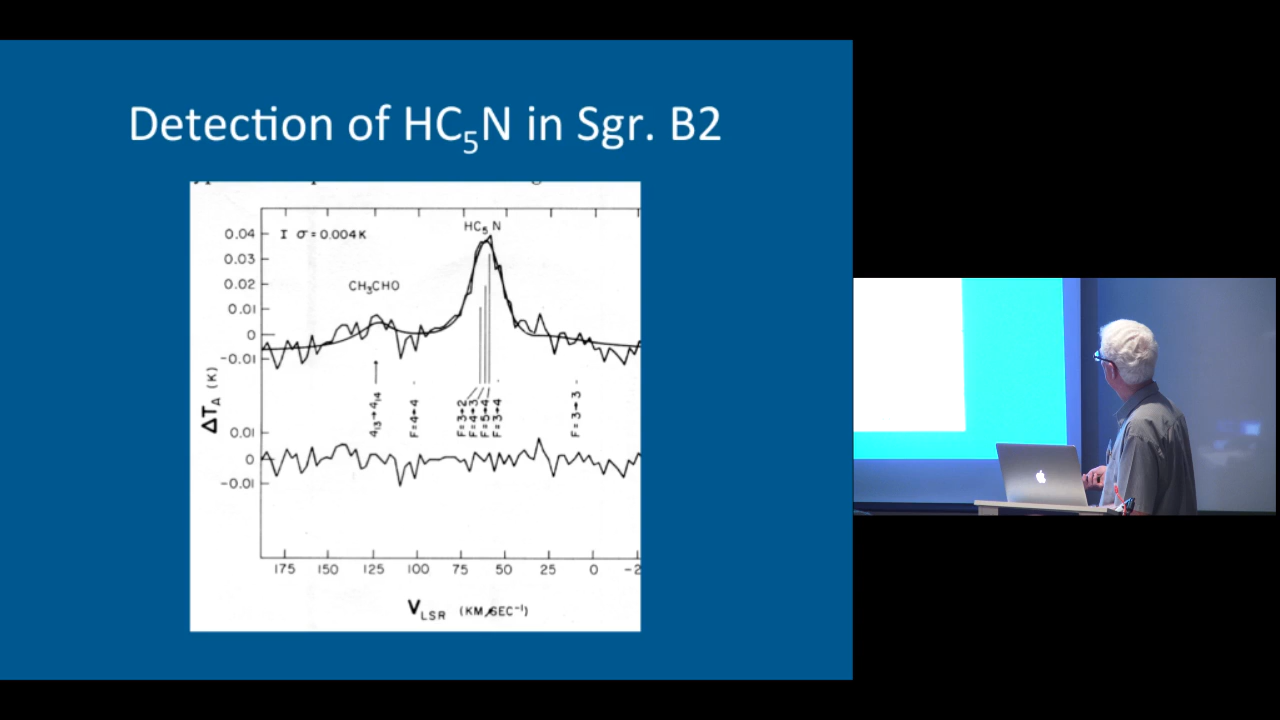 Detection of HC₅N in Sgr. B2
HC₅N
0.04
I σ=0.004K
0.03
CH₃CHO
0.02
0.01
0
-0.01
ΔT_A (K)
4₁₃→4₁₄
F=4→4
F=3→2
F=4→3
F=5→4
F=3→4
F=3→3
0.01
0
-0.01
175 150 125 100 75 50 25 0 -2
V_LSR (KM/SEC⁻¹)